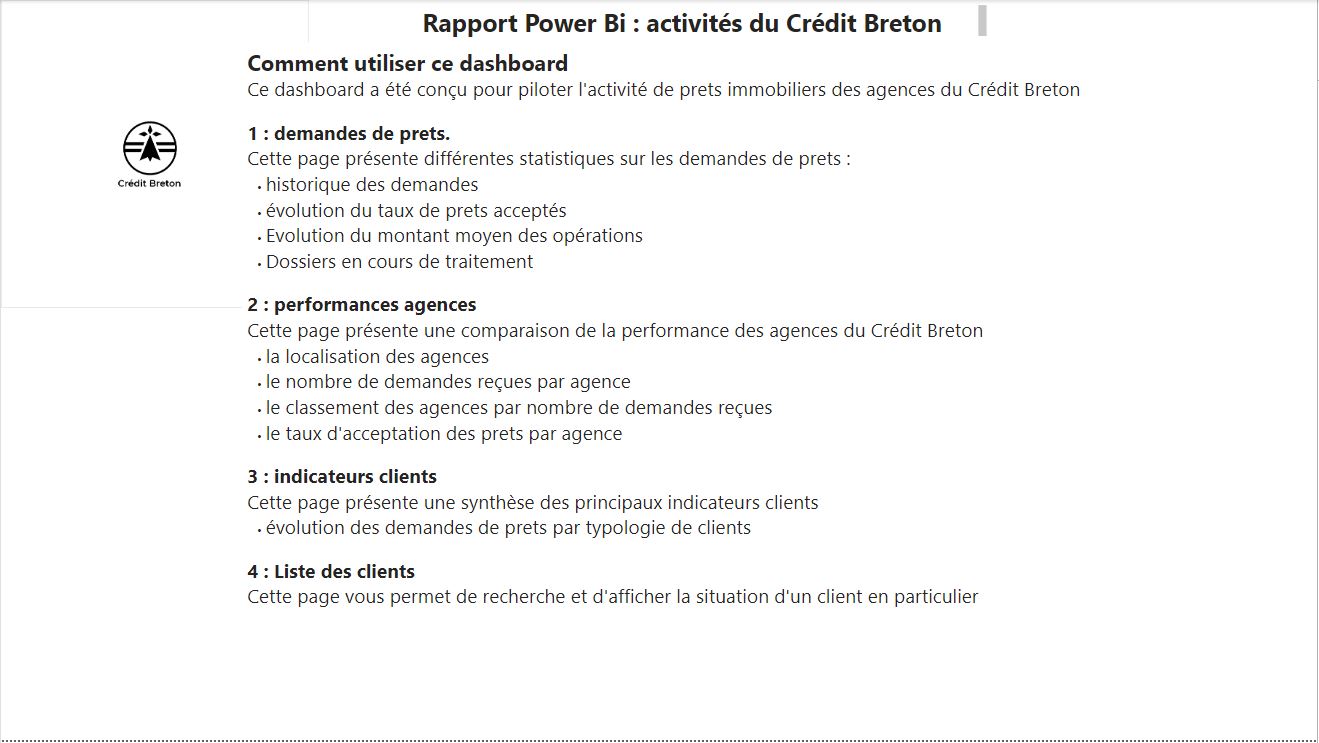 Rapport Power Bi : activités du Crédit Breton
Comment utiliser ce dashboard
Ce dashboard a été conçu pour piloter l'activité de prets immobiliers des agences du Crédit Breton
Crédit Breton
1 : demandes de prets.
Cette page présente différentes statistiques sur les demandes de prets :
• historique des demandes
• évolution du taux de prets acceptés
• Evolution du montant moyen des opérations
• Dossiers en cours de traitement
2 : performances agences
Cette page présente une comparaison de la performance des agences du Crédit Breton
• la localisation des agences
• le nombre de demandes reçues par agence
• le classement des agences par nombre de demandes reçues
• le taux d'acceptation des prets par agence
3 : indicateurs clients
Cette page présente une synthèse des principaux indicateurs clients
• évolution des demandes de prets par typologie de clients
4 : Liste des clients
Cette page vous permet de recherche et d'afficher la situation d'un client en particulier